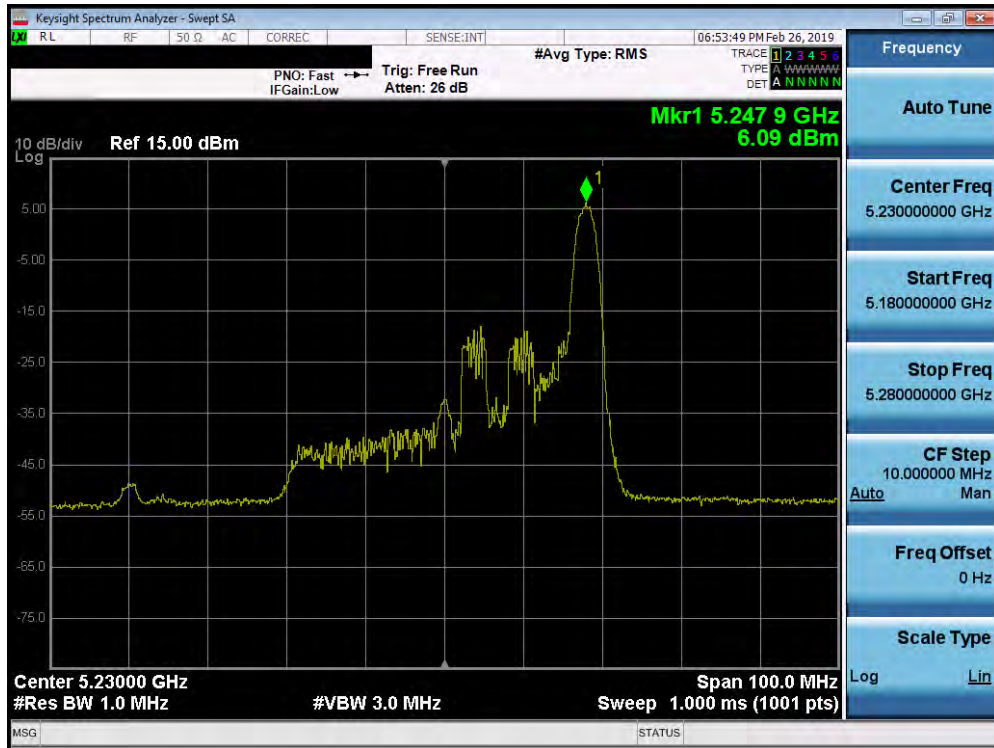 Keysight Spectrum Analyzer - Swept SA
LXI RL RF 50 Ω AC CORREC SENSE:INT 06:53:49 PM Feb 26, 2019
PNO: Fast
IFGain:Low
Trig: Free Run
Atten: 26 dB
#Avg Type: RMS
TRACE 1 2 3 4 5 6
TYPE A WWWWW
DET A N N N N N
Mkr1 5.247 9 GHz
6.09 dBm
10 dB/div Ref 15.00 dBm
Log
1
5.00
-5.00
-15.0
-25.0
-35.0
-45.0
-55.0
-65.0
-75.0
Center 5.23000 GHz Span 100.0 MHz
#Res BW 1.0 MHz #VBW 3.0 MHz Sweep 1.000 ms (1001 pts)
MSG STATUS
Frequency
Auto Tune
Center Freq
5.230000000 GHz
Start Freq
5.180000000 GHz
Stop Freq
5.280000000 GHz
CF Step
10.000000 MHz
Auto Man
Freq Offset
0 Hz
Scale Type
Log Lin